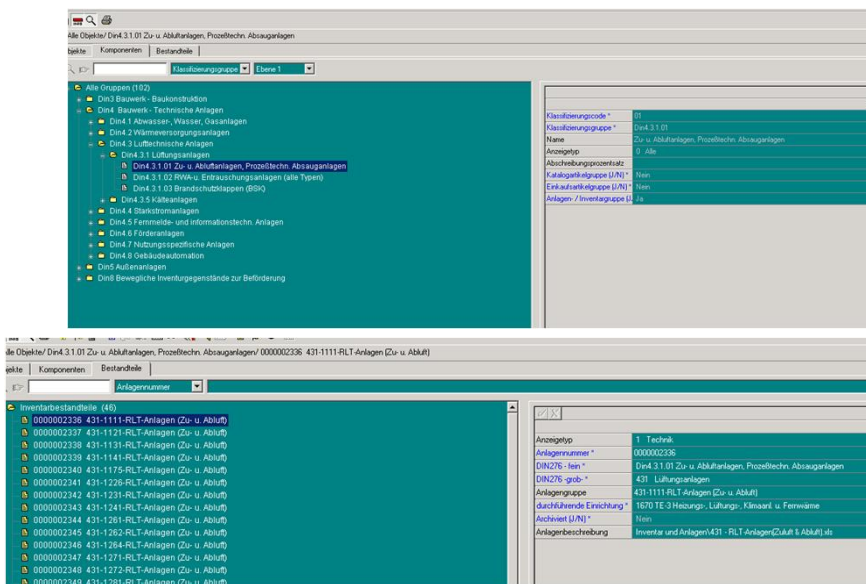 Alle Objekte/ Din4.3.1.01 Zu- u. Abluftanlagen, Prozeßtechn. Absauganlagen
bjekte Komponenten Bestandteile
Klassifizierungsgruppe Ebene 1
Alle Gruppen (102)
Din3 Bauwerk - Baukonstruktion
Din4 Bauwerk - Technische Anlagen
Din4.1 Abwasser-, Wasser, Gasanlagen
Din4.2 Wärmeversorgungsanlagen
Din4.3 Lufttechnische Anlagen
Din4.3.1 Lüftungsanlagen
Din4.3.1.01 Zu- u. Abluftanlagen, Prozeßtechn. Absauganlagen
Din4.3.1.02 RWA-u. Entrauschungsanlagen (alle Typen)
Din4.3.1.03 Brandschutzklappen (BSK)
Din4.3.5 Kälteanlagen
Din4.4 Starkstromanlagen
Din4.5 Fernmelde- und informationstechn. Anlagen
Din4.6 Förderanlagen
Din4.7 Nutzungsspezifische Anlagen
Din4.8 Gebäudeautomation
Din5 Außenanlagen
Din8 Bewegliche Inventurgegenstände zur Beförderung
Klassifizierungscode * 01
Klassifizierungsgruppe * Din4.3.1.01
Name Zu- u. Abluftanlagen, Prozeßtechn. Absauganlagen
Anzeigetyp 0 Alle
Abschreibungsprozentsatz
Katalogartikelgruppe (J/N) * Nein
Einkaufsartikelgruppe (J/N) * Nein
Anlagen- / Inventargruppe (J. Ja
Alle Objekte/ Din4.3.1.01 Zu- u. Abluftanlagen, Prozeßtechn. Absauganlagen/ 0000002336 431-1111-RLT-Anlagen (Zu- u. Abluft)
jekte Komponenten Bestandteile
Anlagennummer
Inventarbestandteile (46)
0000002336 431-1111-RLT-Anlagen (Zu- u. Abluft)
0000002337 431-1121-RLT-Anlagen (Zu- u. Abluft)
0000002338 431-1131-RLT-Anlagen (Zu- u. Abluft)
0000002339 431-1141-RLT-Anlagen (Zu- u. Abluft)
0000002340 431-1175-RLT-Anlagen (Zu- u. Abluft)
0000002341 431-1226-RLT-Anlagen (Zu- u. Abluft)
0000002342 431-1231-RLT-Anlagen (Zu- u. Abluft)
0000002343 431-1241-RLT-Anlagen (Zu- u. Abluft)
0000002344 431-1261-RLT-Anlagen (Zu- u. Abluft)
0000002345 431-1262-RLT-Anlagen (Zu- u. Abluft)
0000002346 431-1264-RLT-Anlagen (Zu- u. Abluft)
0000002347 431-1271-RLT-Anlagen (Zu- u. Abluft)
0000002348 431-1272-RLT-Anlagen (Zu- u. Abluft)
0000002349 431-1281-RLT-Anlagen (Zu- u. Abluft)
Anzeigetyp 1 Technik
Anlagennummer * 0000002336
DIN276 - fein * Din4.3.1.01 Zu- u. Abluftanlagen, Prozeßtechn. Absauganlagen
DIN276 -grob- * 431 Lüftungsanlagen
Anlagengruppe 431-1111-RLT-Anlagen (Zu- u. Abluft)
durchführende Einrichtung * 1670 TE-3 Heizungs-, Lüftungs-, Klimaanl. u. Fernwärme
Archiviert (J/N) * Nein
Anlagenbeschreibung Inventar und Anlagen\431 - RLT-Anlagen(Zuluft & Abluft).xls